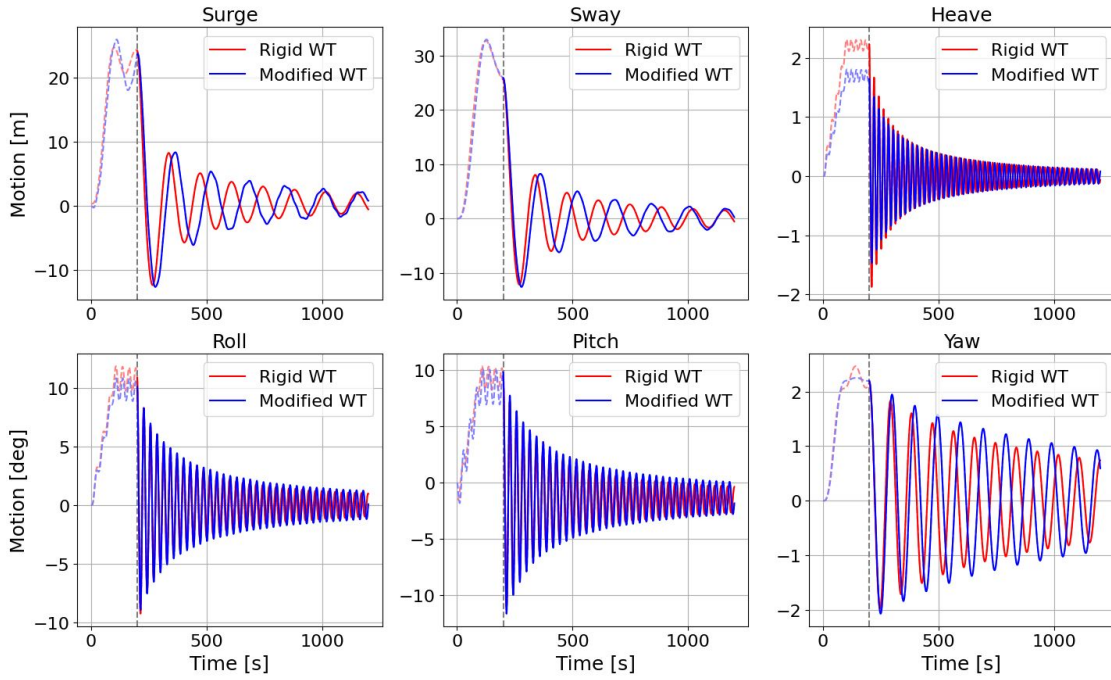 Surge
Sway
Heave
Motion [m]
20
10
0
−10
0
500
1000
Rigid WT
Modified WT
30
20
10
0
−10
0
500
1000
Rigid WT
Modified WT
2
1
0
−1
−2
0
500
1000
Rigid WT
Modified WT
Roll
Pitch
Yaw
Motion [deg]
10
5
0
−5
−10
0
500
1000
Time [s]
Rigid WT
Modified WT
10
5
0
−5
−10
0
500
1000
Time [s]
Rigid WT
Modified WT
2
1
0
−1
−2
0
500
1000
Time [s]
Rigid WT
Modified WT